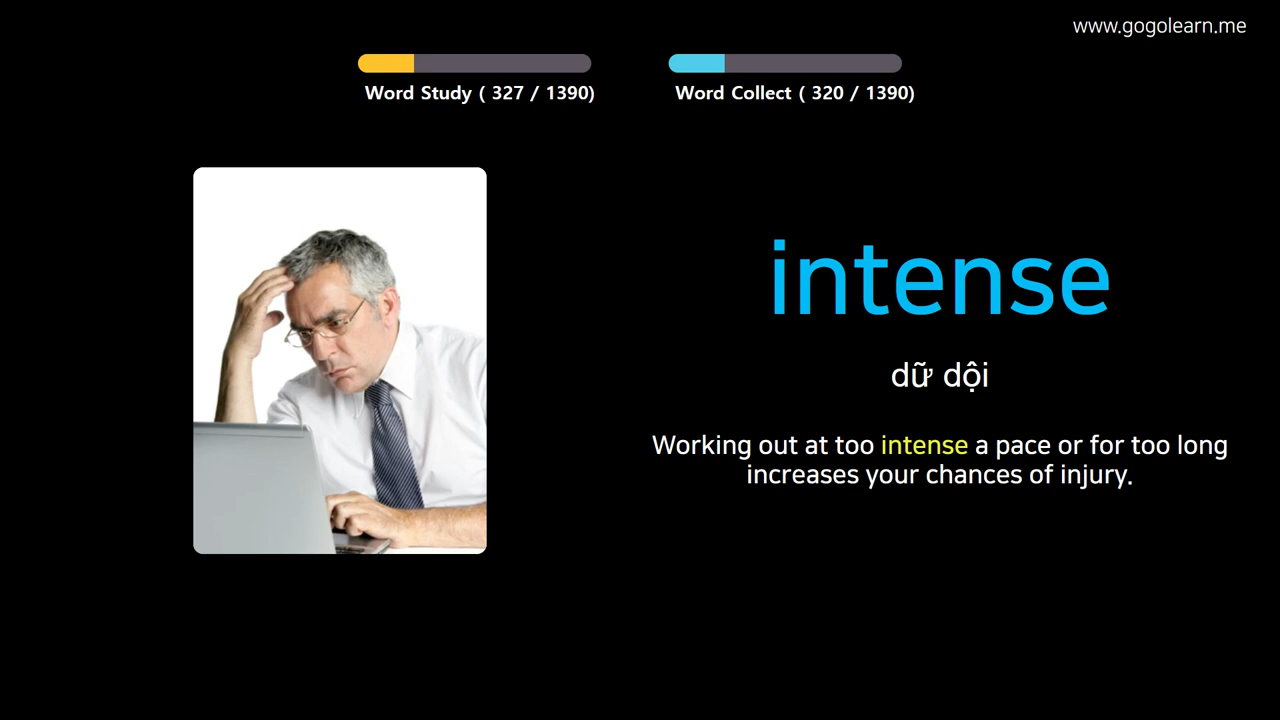 www.gogolearn.me
Word Study ( 327 / 1390)
Word Collect ( 320 / 1390)
intense
dữ dội
Working out at too intense a pace or for too long
increases your chances of injury.